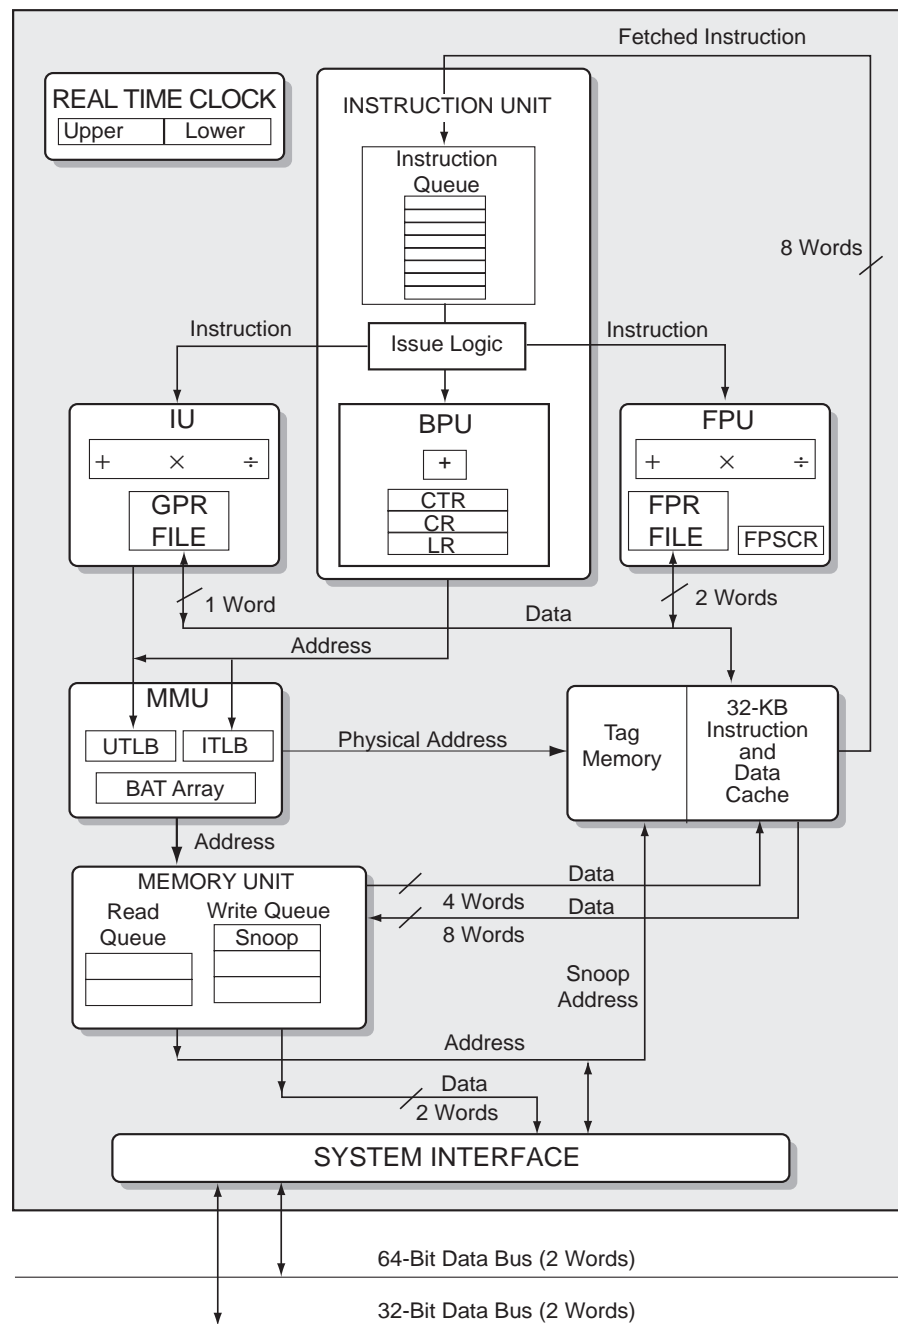 Fetched Instruction
REAL TIME CLOCK
Upper Lower
INSTRUCTION UNIT
Instruction
Queue
8 Words
Instruction
Issue Logic
Instruction
IU
+ × ÷
GPR
FILE
BPU
+
CTR
CR
LR
FPU
+ × ÷
FPR
FILE
FPSCR
1 Word
2 Words
Data
Address
MMU
UTLB
ITLB
BAT Array
Physical Address
Tag
Memory
32-KB
Instruction
and
Data
Cache
Address
MEMORY UNIT
Read
Queue
Write Queue
Snoop
Data
4 Words
Data
8 Words
Snoop
Address
Address
Data
2 Words
SYSTEM INTERFACE
64-Bit Data Bus (2 Words)
32-Bit Data Bus (2 Words)